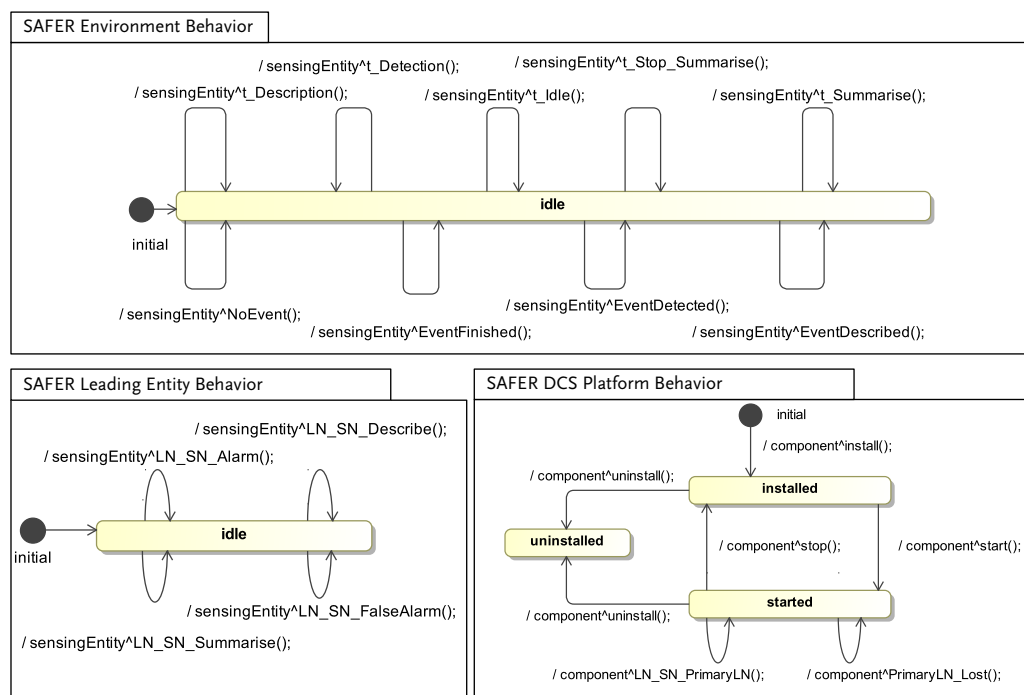 SAFER Environment Behavior
/ sensingEntity^t_Detection();
/ sensingEntity^t_Stop_Summarise();
/ sensingEntity^t_Description();
/ sensingEntity^t_Idle();
/ sensingEntity^t_Summarise();
idle
initial
/ sensingEntity^NoEvent();
/ sensingEntity^EventFinished();
/ sensingEntity^EventDetected();
/ sensingEntity^EventDescribed();
SAFER Leading Entity Behavior
/ sensingEntity^LN_SN_Describe();
/ sensingEntity^LN_SN_Alarm();
idle
initial
/ sensingEntity^LN_SN_FalseAlarm();
/ sensingEntity^LN_SN_Summarise();
SAFER DCS Platform Behavior
initial
/ component^install();
/ component^uninstall();
installed
uninstalled
/ component^stop();
/ component^start();
started
/ component^uninstall();
/ component^LN_SN_PrimaryLN();
/ component^PrimaryLN_Lost();